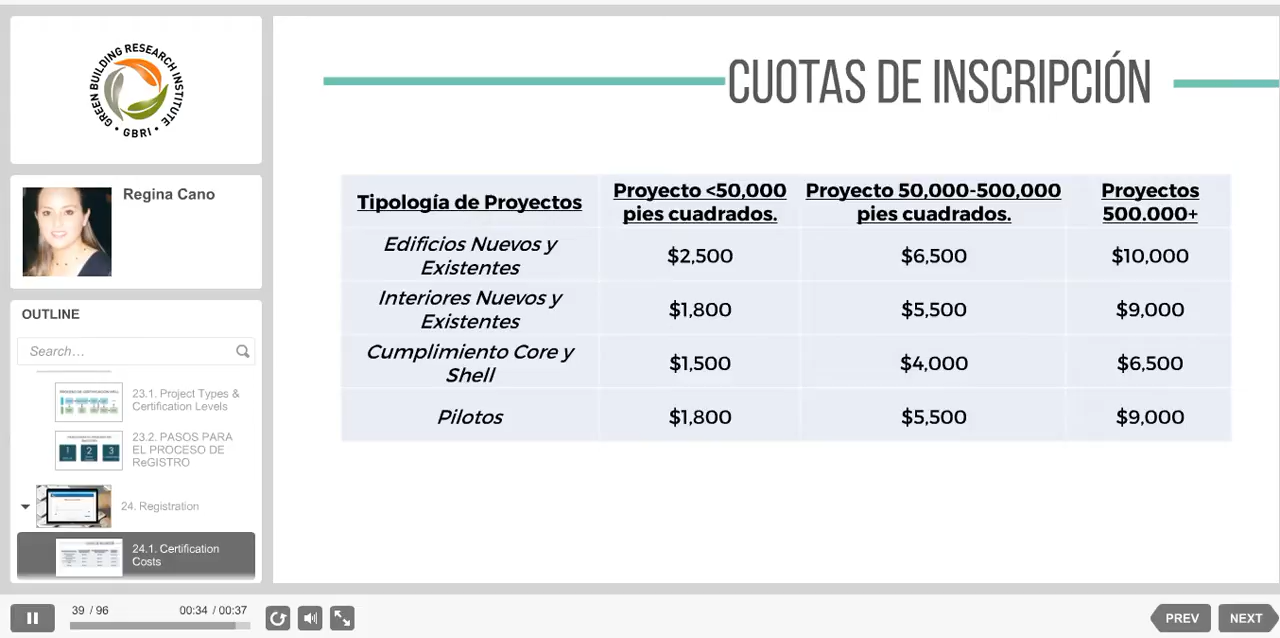 GREEN BUILDING RESEARCH INSTITUTE
• GBRI •
Regina Cano
OUTLINE
Search...
23.1. Project Types &
Certification Levels
23.2. PASOS PARA
EL PROCESO DE
ReGISTRO
24. Registration
24.1. Certification
Costs
CUOTAS DE INSCRIPCIÓN
Tipología de Proyectos
Proyecto <50,000
pies cuadrados.
Proyecto 50,000-500,000
pies cuadrados.
Proyectos
500.000+
Edificios Nuevos y
Existentes
$2,500
$6,500
$10,000
Interiores Nuevos y
Existentes
$1,800
$5,500
$9,000
Cumplimiento Core y
Shell
$1,500
$4,000
$6,500
Pilotos
$1,800
$5,500
$9,000
39 / 96
00:34 / 00:37
PREV
NEXT